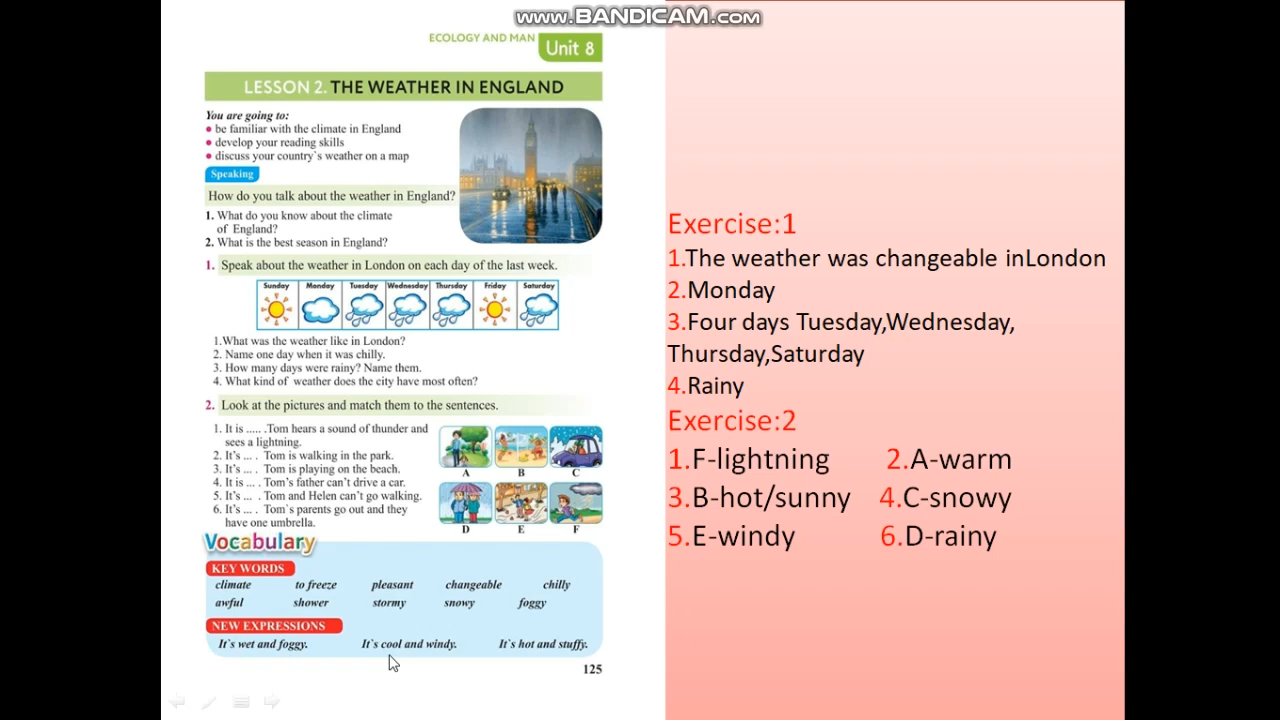 www.BANDICAM.com
ECOLOGY AND MAN
Unit 8
LESSON 2. THE WEATHER IN ENGLAND
You are going to:
• be familiar with the climate in England
• develop your reading skills
• discuss your country`s weather on a map
Speaking
How do you talk about the weather in England?
1. What do you know about the climate
of England?
2. What is the best season in England?
1. Speak about the weather in London on each day of the last week.
Sunday Monday Tuesday Wednesday Thursday Friday Saturday
1.What was the weather like in London?
2. Name one day when it was chilly.
3. How many days were rainy? Name them.
4. What kind of weather does the city have most often?
2. Look at the pictures and match them to the sentences.
1. It is ..... .Tom hears a sound of thunder and
sees a lightning.
2. It's ... . Tom is walking in the park.
3. It's ... . Tom is playing on the beach.
4. It is ... . Tom's father can't drive a car.
5. It's ... . Tom and Helen can't go walking.
6. It's ... . Tom`s parents go out and they
have one umbrella.
A B C
D E F
Vocabulary
KEY WORDS
climate to freeze pleasant changeable chilly
awful shower stormy snowy foggy
NEW EXPRESSIONS
It`s wet and foggy. It`s cool and windy. It`s hot and stuffy.
125
Exercise:1
1.The weather was changeable inLondon
2.Monday
3.Four days Tuesday,Wednesday,
Thursday,Saturday
4.Rainy
Exercise:2
1.F-lightning 2.A-warm
3.B-hot/sunny 4.C-snowy
5.E-windy 6.D-rainy